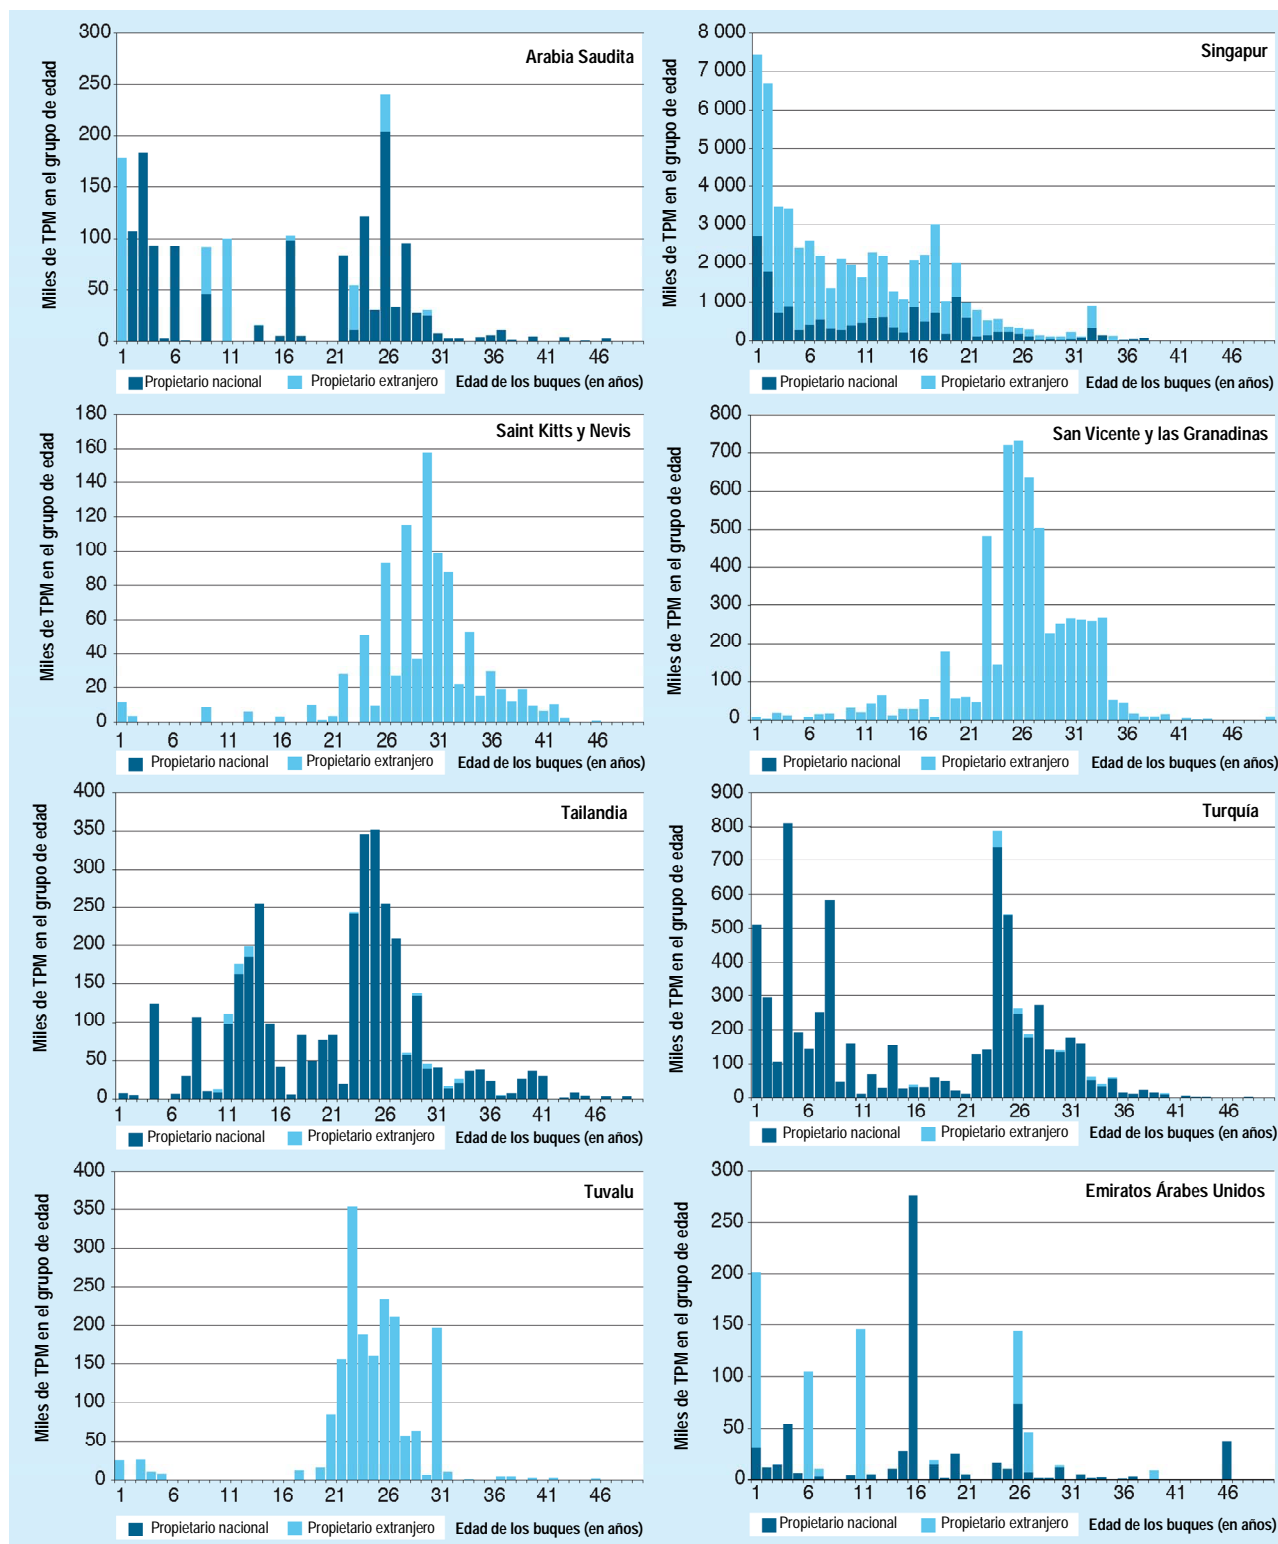 Arabia Saudita
Miles de TPM en el grupo de edad
300
250
200
150
100
50
0
1 6 11 16 21 26 31 36 41 46
Propietario nacional Propietario extranjero Edad de los buques (en años)
Singapur
Miles de TPM en el grupo de edad
8 000
7 000
6 000
5 000
4 000
3 000
2 000
1 000
0
1 6 11 16 21 26 31 36 41 46
Propietario nacional Propietario extranjero Edad de los buques (en años)
Saint Kitts y Nevis
Miles de TPM en el grupo de edad
180
160
140
120
100
80
60
40
20
0
1 6 11 16 21 26 31 36 41 46
Propietario nacional Propietario extranjero Edad de los buques (en años)
San Vicente y las Granadinas
Miles de TPM en el grupo de edad
800
700
600
500
400
300
200
100
0
1 6 11 16 21 26 31 36 41 46
Propietario nacional Propietario extranjero Edad de los buques (en años)
Tailandia
Miles de TPM en el grupo de edad
400
350
300
250
200
150
100
50
0
1 6 11 16 21 26 31 36 41 46
Propietario nacional Propietario extranjero Edad de los buques (en años)
Turquía
Miles de TPM en el grupo de edad
900
800
700
600
500
400
300
200
100
0
1 6 11 16 21 26 31 36 41 46
Propietario nacional Propietario extranjero Edad de los buques (en años)
Tuvalu
Miles de TPM en el grupo de edad
400
350
300
250
200
150
100
50
0
1 6 11 16 21 26 31 36 41 46
Propietario nacional Propietario extranjero Edad de los buques (en años)
Emiratos Árabes Unidos
Miles de TPM en el grupo de edad
300
250
200
150
100
50
0
1 6 11 16 21 26 31 36 41 46
Propietario nacional Propietario extranjero Edad de los buques (en años)